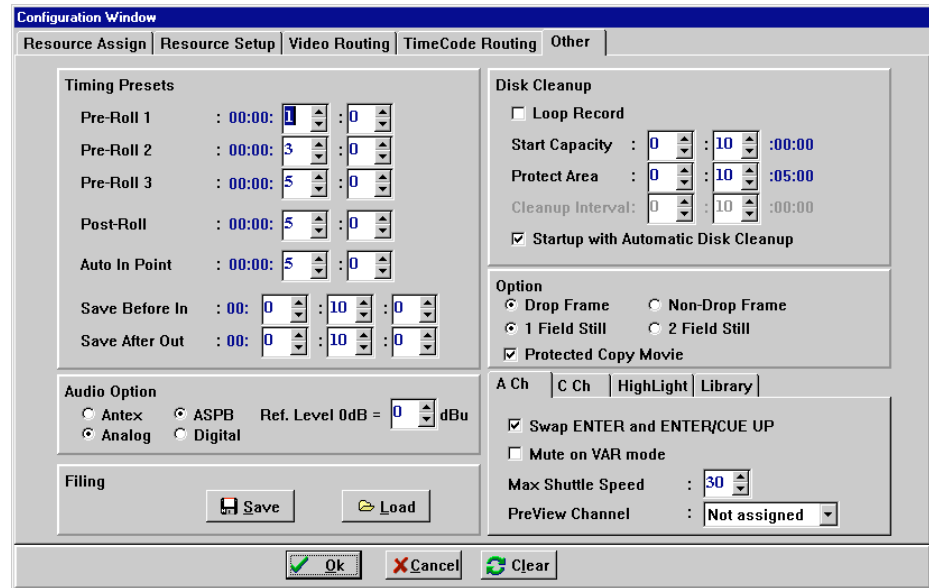 Configuration Window
Resource Assign Resource Setup Video Routing TimeCode Routing Other
Timing Presets
Pre-Roll 1 : 00:00: 1 : 0
Pre-Roll 2 : 00:00: 3 : 0
Pre-Roll 3 : 00:00: 5 : 0
Post-Roll : 00:00: 5 : 0
Auto In Point : 00:00: 5 : 0
Save Before In : 00: 0 : 10 : 0
Save After Out : 00: 0 : 10 : 0
Audio Option
Antex ASPB Ref. Level 0dB = 0 dBu
Analog Digital
Filing
Save Load
Disk Cleanup
Loop Record
Start Capacity : 0 : 10 :00:00
Protect Area : 0 : 10 :05:00
Cleanup Interval: 0 : 10 :00:00
Startup with Automatic Disk Cleanup
Option
Drop Frame Non-Drop Frame
1 Field Still 2 Field Still
Protected Copy Movie
A Ch C Ch HighLight Library
Swap ENTER and ENTER/CUE UP
Mute on VAR mode
Max Shuttle Speed : 30
PreView Channel : Not assigned
Ok Cancel Clear